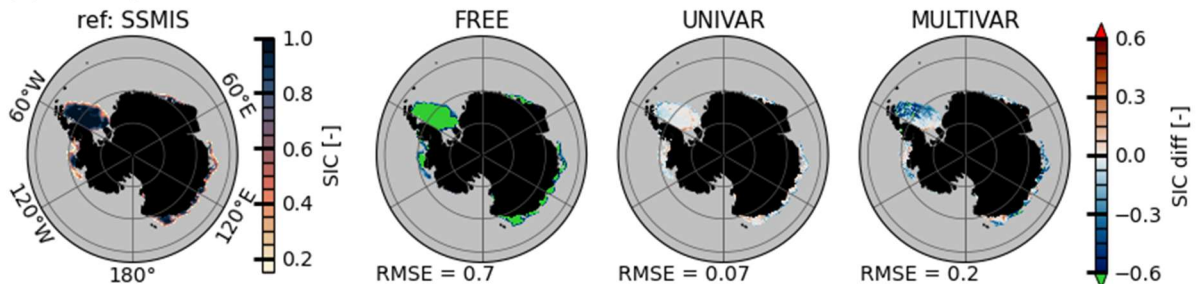 ref: SSMIS
FREE
UNIVAR
MULTIVAR
60°W
60°E
120°W
120°E
180°
1.0
0.8
0.6
0.4
0.2
SIC [-]
RMSE = 0.7
RMSE = 0.07
RMSE = 0.2
0.6
0.3
0.0
−0.3
−0.6
SIC diff [-]